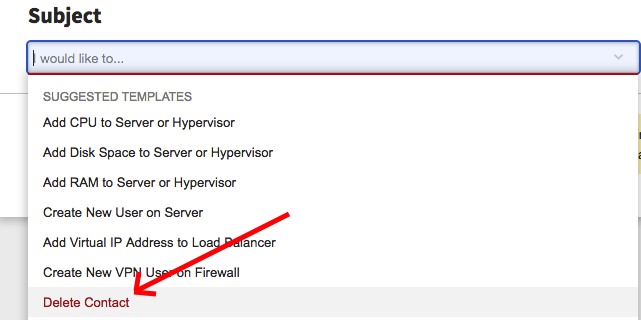 Subject
I would like to...
SUGGESTED TEMPLATES
Add CPU to Server or Hypervisor
Add Disk Space to Server or Hypervisor
Add RAM to Server or Hypervisor
Create New User on Server
Add Virtual IP Address to Load Balancer
Create New VPN User on Firewall
Delete Contact